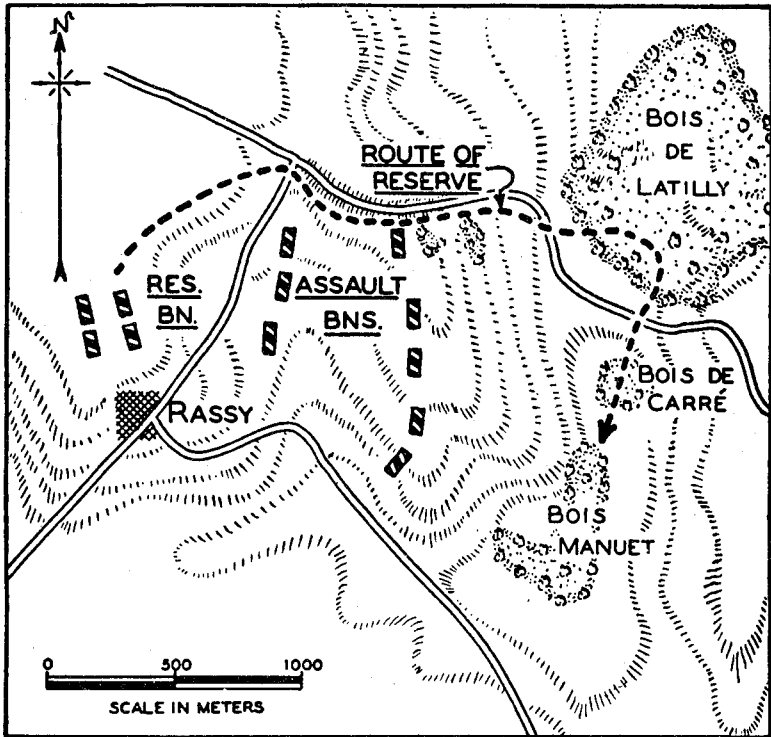 N
BOIS
DE
LATILLY
ROUTE OF
RESERVE
RES.
BN.
ASSAULT
BNS.
BOIS DE
CARRÉ
RASSY
BOIS
MANUET
0 500 1000
SCALE IN METERS